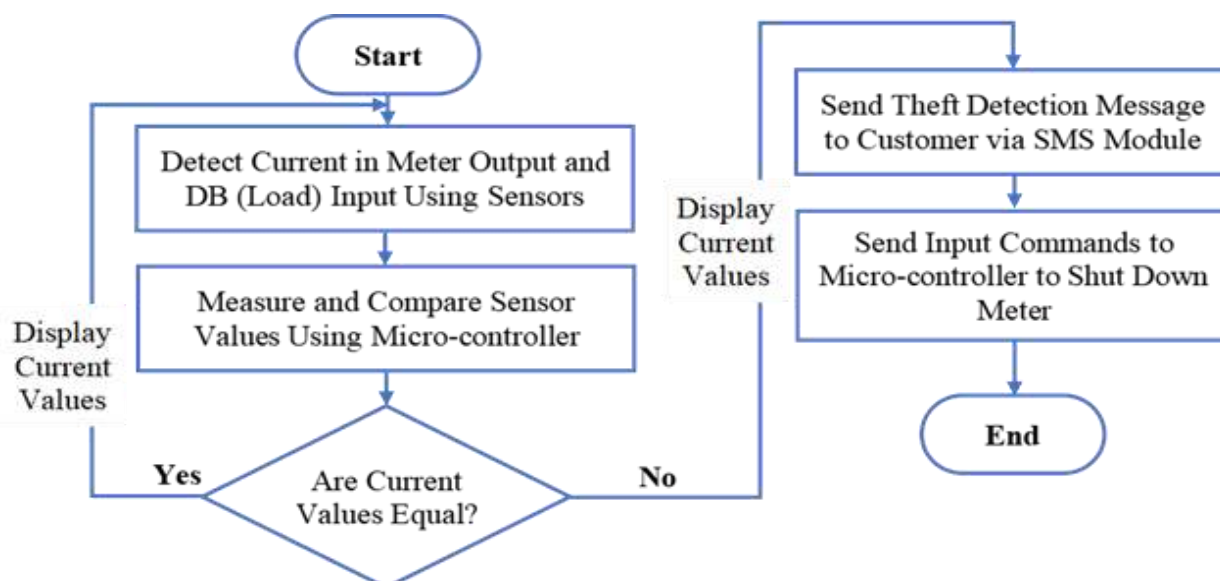 Start
Detect Current in Meter Output and
DB (Load) Input Using Sensors
Measure and Compare Sensor
Values Using Micro-controller
Are Current
Values Equal?
Yes
Display
Current
Values
No
Display
Current
Values
Send Theft Detection Message
to Customer via SMS Module
Send Input Commands to
Micro-controller to Shut Down
Meter
End